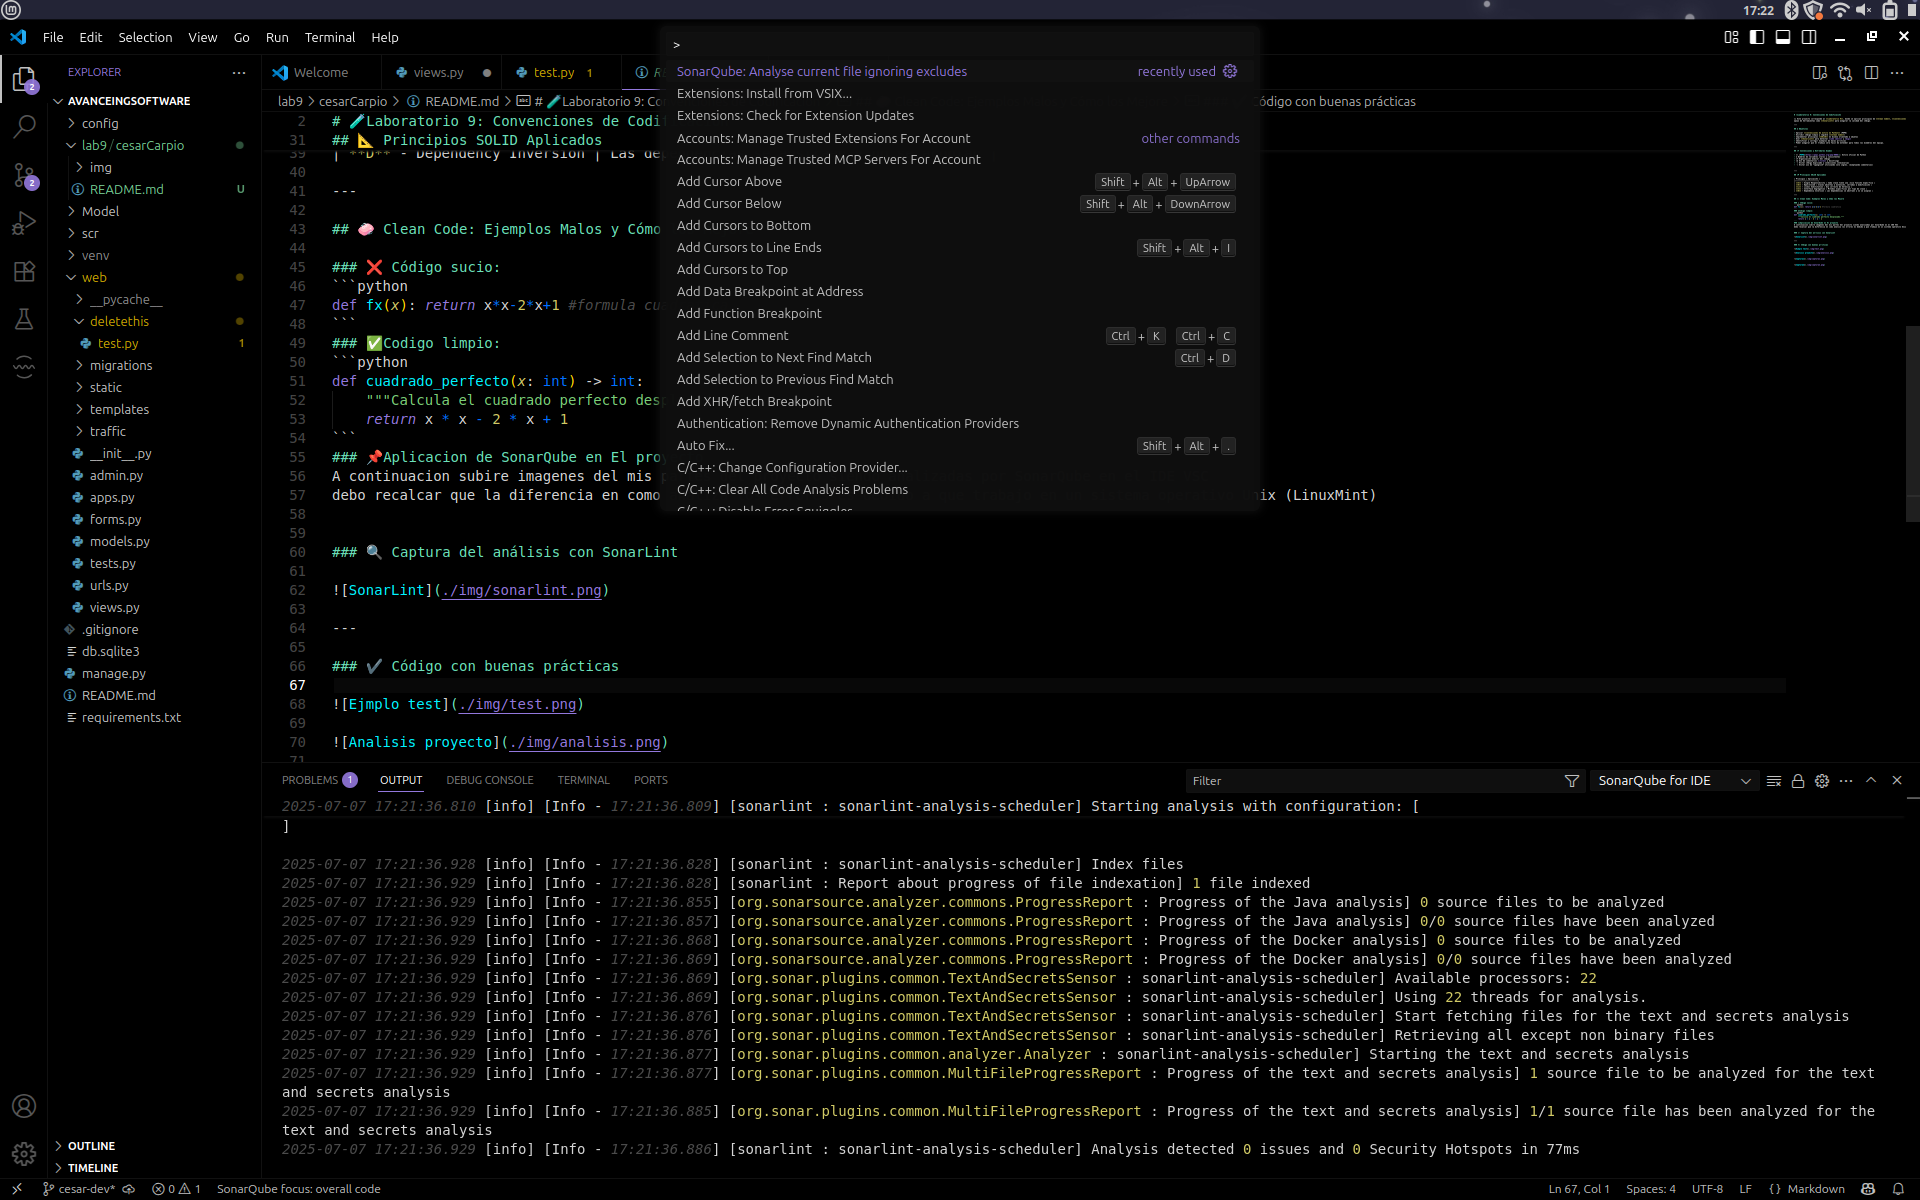 17:22
File Edit Selection View Go Run Terminal Help
EXPLORER
AVANCEINGSOFTWARE
config
lab9 / cesarCarpio
img
README.md U
Model
scr
venv
web
__pycache__
deletethis
test.py 1
migrations
static
templates
traffic
__init__.py
admin.py
apps.py
forms.py
models.py
tests.py
urls.py
views.py
.gitignore
db.sqlite3
manage.py
README.md
requirements.txt
OUTLINE
TIMELINE
2
2
Welcome views.py test.py 1
lab9 > cesarCarpio > README.md > # 🧪Laboratorio 9: Co
ódigo con buenas prácticas
2 # 🧪Laboratorio 9: Convenciones de Codi
31 ## 📐 Principios SOLID Aplicados
39 | **D** - Dependency Inversion | Las de
40
41 ---
42
43 ## 🧼 Clean Code: Ejemplos Malos y Cómo
44
45 ### ❌ Código sucio:
46 ```python
47 def fx(x): return x*x-2*x+1 #formula cu
48 ```
49 ### ✅Codigo limpio:
50 ```python
51 def cuadrado_perfecto(x: int) -> int:
52 """Calcula el cuadrado perfecto des
53 return x * x - 2 * x + 1
54 ```
55 ### 📌Aplicacion de SonarQube en El pro
56 A continuacion subire imagenes del mis
57 debo recalcar que la diferencia en como ix (LinuxMint)
58
59
60 ### 🔍 Captura del análisis con SonarLint
61
62 ![SonarLint](./img/sonarlint.png)
63
64 ---
65
66 ### ✔️ Código con buenas prácticas
67
68 ![Ejmplo test](./img/test.png)
69
70 ![Analisis proyecto](./img/analisis.png)
71
>
SonarQube: Analyse current file ignoring excludes recently used
Extensions: Install from VSIX...
Extensions: Check for Extension Updates
Accounts: Manage Trusted Extensions For Account other commands
Accounts: Manage Trusted MCP Servers For Account
Add Cursor Above Shift + Alt + UpArrow
Add Cursor Below Shift + Alt + DownArrow
Add Cursors to Bottom
Add Cursors to Line Ends Shift + Alt + I
Add Cursors to Top
Add Data Breakpoint at Address
Add Function Breakpoint
Add Line Comment Ctrl + K Ctrl + C
Add Selection to Next Find Match Ctrl + D
Add Selection to Previous Find Match
Add XHR/fetch Breakpoint
Authentication: Remove Dynamic Authentication Providers
Auto Fix... Shift + Alt + .
C/C++: Change Configuration Provider...
C/C++: Clear All Code Analysis Problems
C/C++: Disable Error Squiggles
PROBLEMS 1 OUTPUT DEBUG CONSOLE TERMINAL PORTS Filter SonarQube for IDE
2025-07-07 17:21:36.810 [info] [Info - 17:21:36.809] [sonarlint : sonarlint-analysis-scheduler] Starting analysis with configuration: [
]
2025-07-07 17:21:36.928 [info] [Info - 17:21:36.828] [sonarlint : sonarlint-analysis-scheduler] Index files
2025-07-07 17:21:36.929 [info] [Info - 17:21:36.828] [sonarlint : Report about progress of file indexation] 1 file indexed
2025-07-07 17:21:36.929 [info] [Info - 17:21:36.855] [org.sonarsource.analyzer.commons.ProgressReport : Progress of the Java analysis] 0 source files to be analyzed
2025-07-07 17:21:36.929 [info] [Info - 17:21:36.857] [org.sonarsource.analyzer.commons.ProgressReport : Progress of the Java analysis] 0/0 source files have been analyzed
2025-07-07 17:21:36.929 [info] [Info - 17:21:36.868] [org.sonarsource.analyzer.commons.ProgressReport : Progress of the Docker analysis] 0 source files to be analyzed
2025-07-07 17:21:36.929 [info] [Info - 17:21:36.869] [org.sonarsource.analyzer.commons.ProgressReport : Progress of the Docker analysis] 0/0 source files have been analyzed
2025-07-07 17:21:36.929 [info] [Info - 17:21:36.869] [org.sonar.plugins.common.TextAndSecretsSensor : sonarlint-analysis-scheduler] Available processors: 22
2025-07-07 17:21:36.929 [info] [Info - 17:21:36.869] [org.sonar.plugins.common.TextAndSecretsSensor : sonarlint-analysis-scheduler] Using 22 threads for analysis.
2025-07-07 17:21:36.929 [info] [Info - 17:21:36.876] [org.sonar.plugins.common.TextAndSecretsSensor : sonarlint-analysis-scheduler] Start fetching files for the text and secrets analysis
2025-07-07 17:21:36.929 [info] [Info - 17:21:36.876] [org.sonar.plugins.common.TextAndSecretsSensor : sonarlint-analysis-scheduler] Retrieving all except non binary files
2025-07-07 17:21:36.929 [info] [Info - 17:21:36.877] [org.sonar.plugins.common.analyzer.Analyzer : sonarlint-analysis-scheduler] Starting the text and secrets analysis
2025-07-07 17:21:36.929 [info] [Info - 17:21:36.877] [org.sonar.plugins.common.MultiFileProgressReport : Progress of the text and secrets analysis] 1 source file to be analyzed for the text
and secrets analysis
2025-07-07 17:21:36.929 [info] [Info - 17:21:36.885] [org.sonar.plugins.common.MultiFileProgressReport : Progress of the text and secrets analysis] 1/1 source file has been analyzed for the
text and secrets analysis
2025-07-07 17:21:36.929 [info] [Info - 17:21:36.886] [sonarlint : sonarlint-analysis-scheduler] Analysis detected 0 issues and 0 Security Hotspots in 77ms
cesar-dev* 0 1 SonarQube focus: overall code Ln 67, Col 1 Spaces: 4 UTF-8 LF {} Markdown